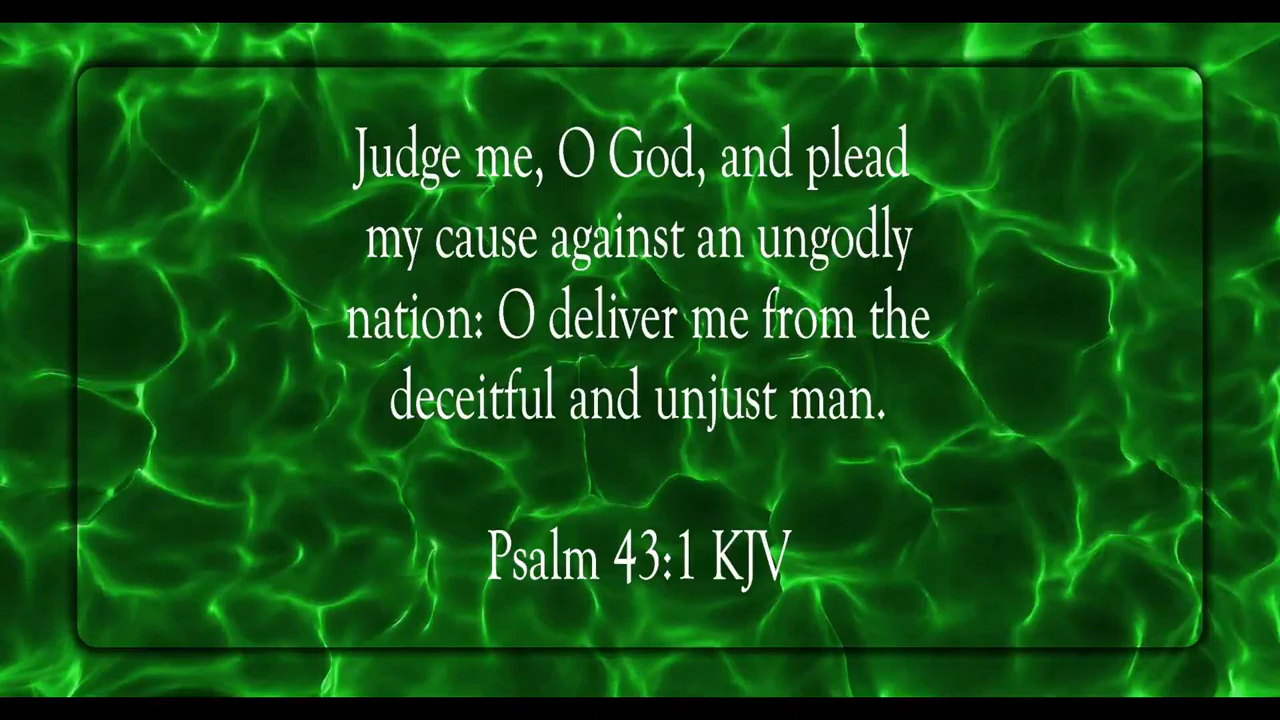 Judge me, O God, and plead
my cause against an ungodly
nation: O deliver me from the
deceitful and unjust man.
Psalm 43:1 KJV